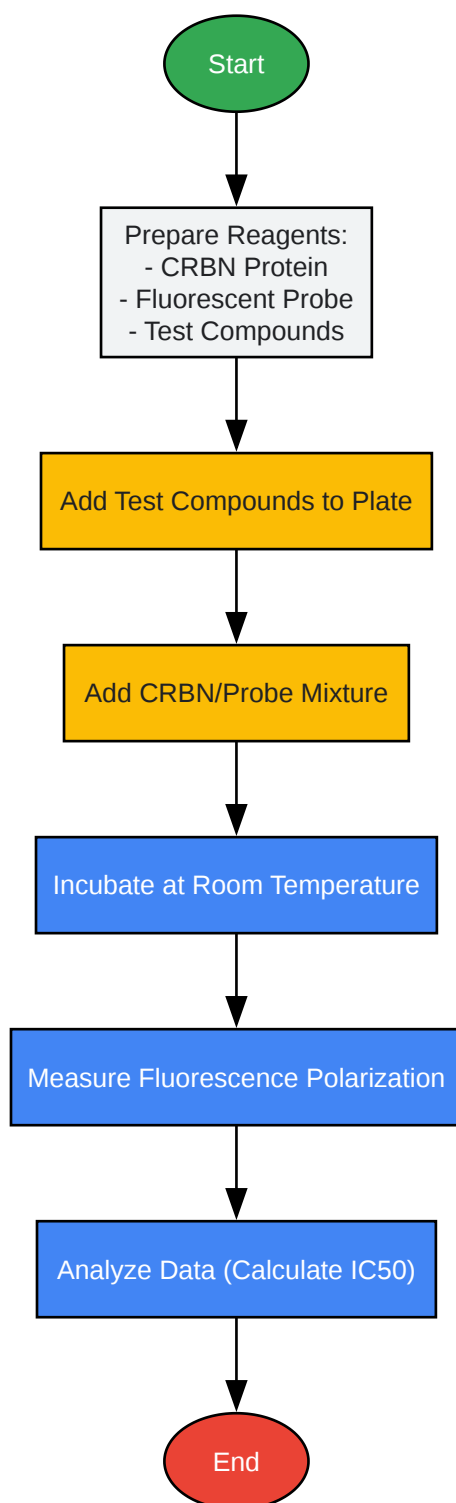 Start
Prepare Reagents:
- CRBN Protein
- Fluorescent Probe
- Test Compounds
Add Test Compounds to Plate
Add CRBN/Probe Mixture
Incubate at Room Temperature
Measure Fluorescence Polarization
Analyze Data (Calculate IC50)
End